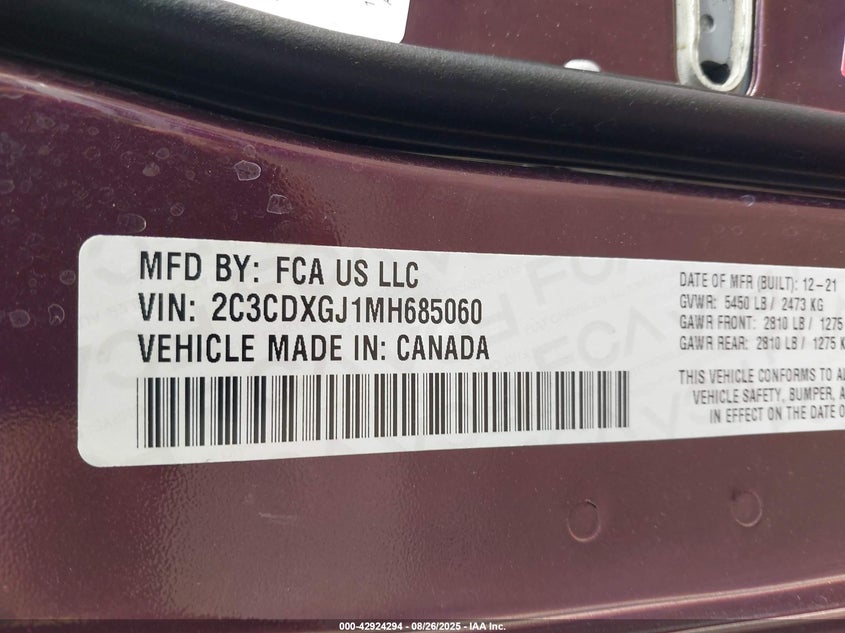 MFD BY: FCA US LLC
VIN: 2C3CDXGJ1MH685060
VEHICLE MADE IN: CANADA
DATE OF MFR (BUILT): 12-21
GVWR: 5450 LB / 2473 KG
GAWR FRONT: 2810 LB / 1275
GAWR REAR: 2810 LB / 1275 K
THIS VEHICLE CONFORMS TO
VEHICLE SAFETY, BUMPER,
IN EFFECT ON THE DATE O
000-42924294 - 08/26/2025 - IAA Inc.